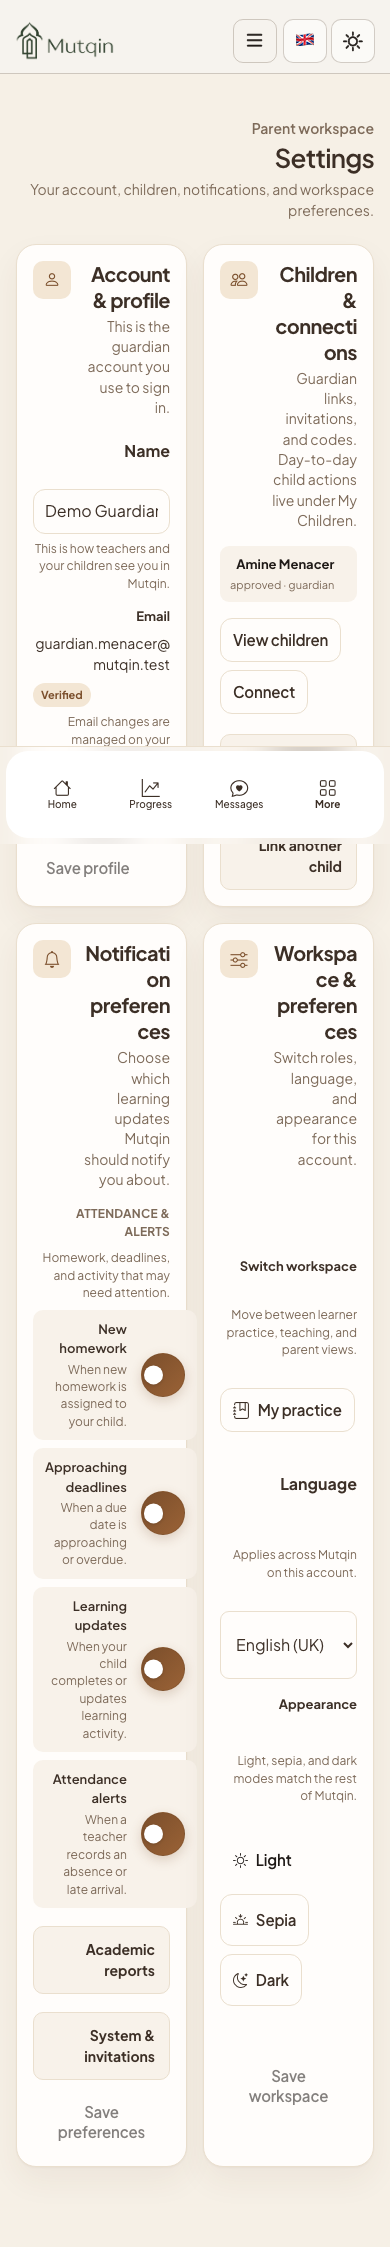 Mutqin
Parent workspace
Settings
Your account, children, notifications, and workspace
preferences.
Account
& profile
This is the
guardian
account you
use to sign
in.
Name
Demo Guardian
This is how teachers and
your children see you in
Mutqin.
Email
guardian.menacer@
mutqin.test
Verified
Email changes are
managed on your
Save profile
Children
&
connecti
ons
Guardian
links,
invitations,
and codes.
Day-to-day
child actions
live under My
Children.
Amine Menacer
approved · guardian
View children
Connect
Link another
child
Home
Progress
Messages
More
Notificati
on
preferen
ces
Choose
which
learning
updates
Mutqin
should notify
you about.
ATTENDANCE &
ALERTS
Homework, deadlines,
and activity that may
need attention.
New
homework
When new
homework is
assigned to
your child.
Approaching
deadlines
When a due
date is
approaching
or overdue.
Learning
updates
When your
child
completes or
updates
learning
activity.
Attendance
alerts
When a
teacher
records an
absence or
late arrival.
Academic
reports
System &
invitations
Save
preferences
Workspa
ce &
preferen
ces
Switch roles,
language,
and
appearance
for this
account.
Switch workspace
Move between learner
practice, teaching, and
parent views.
My practice
Language
Applies across Mutqin
on this account.
English (UK)
Appearance
Light, sepia, and dark
modes match the rest
of Mutqin.
Light
Sepia
Dark
Save
workspace